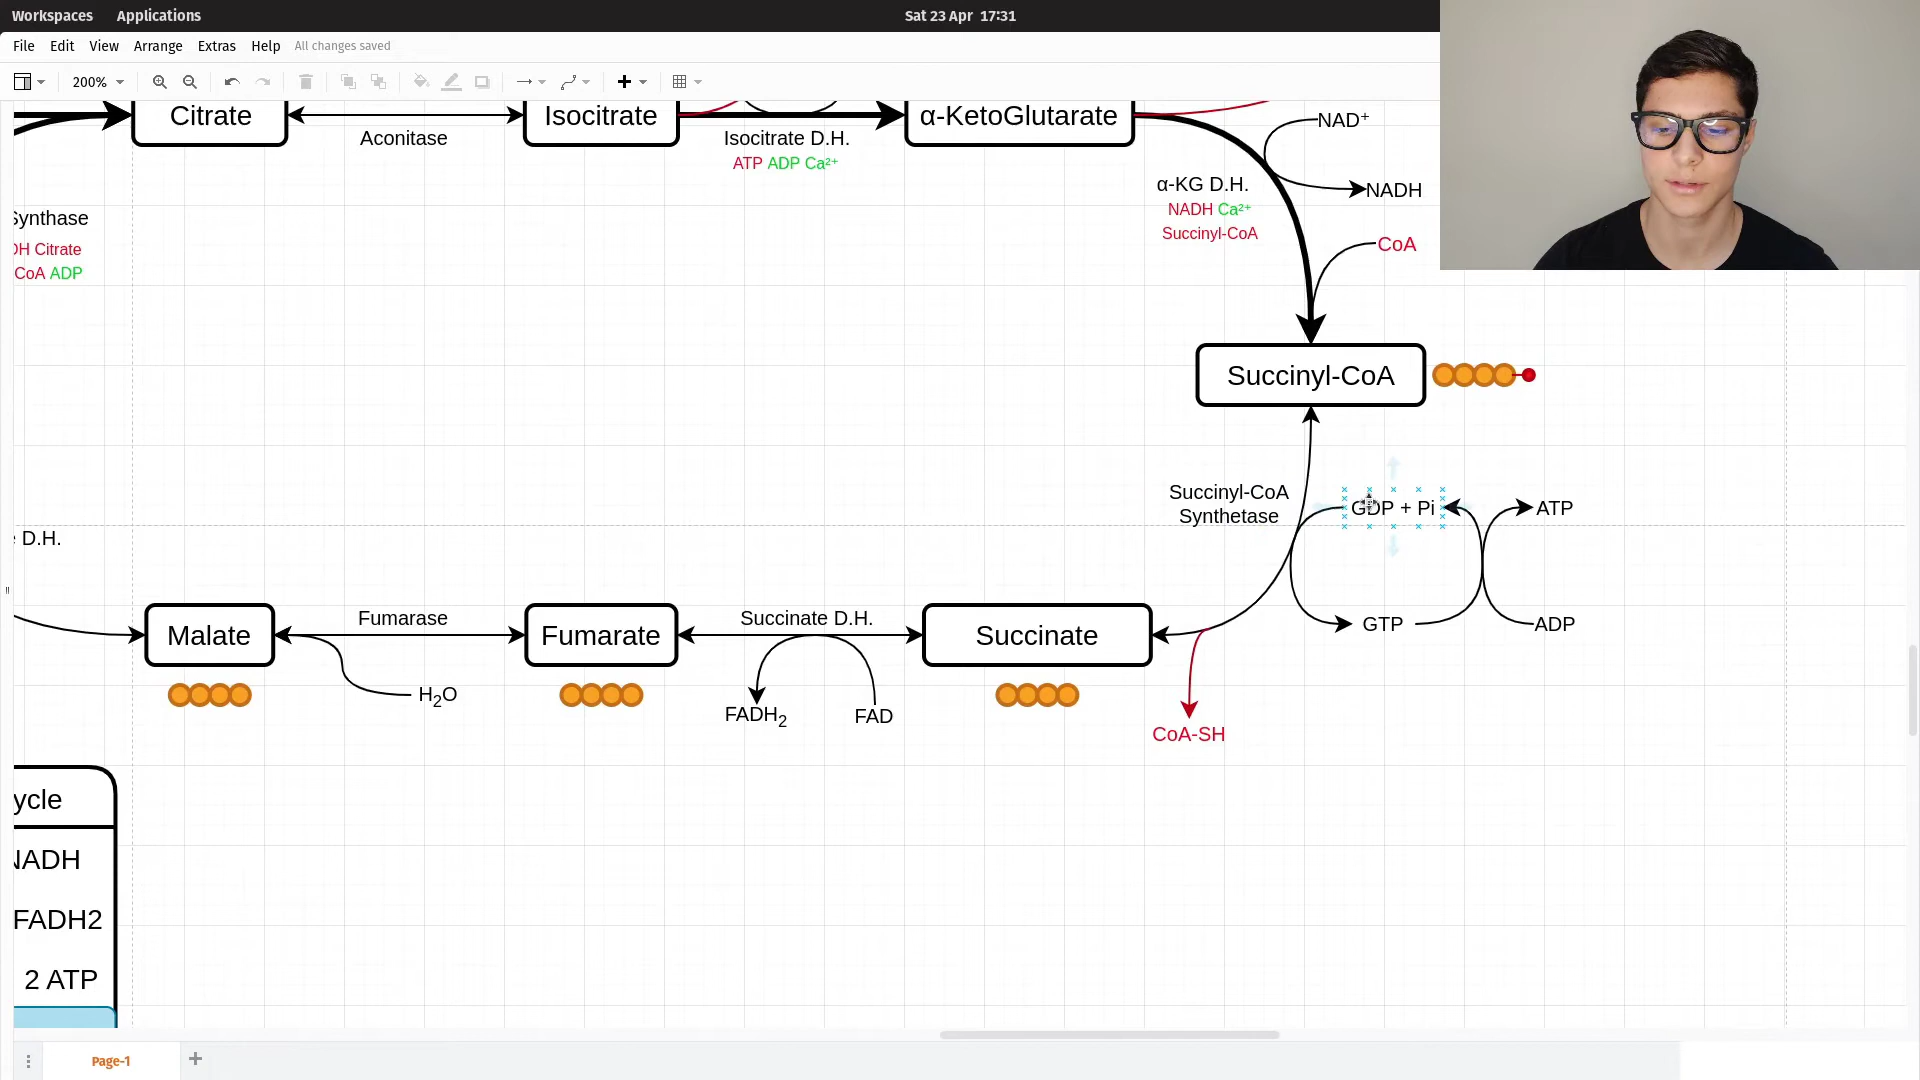 Workspaces Applications Sat 23 Apr 17:31
File Edit View Arrange Extras Help All changes saved
200%
Citrate
Aconitase
Isocitrate
Isocitrate D.H.
ATP ADP Ca²⁺
α-KetoGlutarate
NAD⁺
α-KG D.H.
NADH Ca²⁺
Succinyl-CoA
NADH
CoA
Synthase
DH Citrate
CoA ADP
Succinyl-CoA
Succinyl-CoA
Synthetase
GDP + Pi
ATP
GTP
ADP
D.H.
Malate
Fumarase
H₂O
Fumarate
Succinate D.H.
FADH₂
FAD
Succinate
CoA-SH
ycle
NADH
FADH2
2 ATP
Page-1